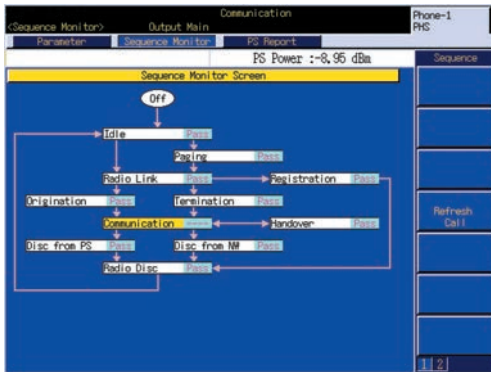 Communication
Phone-1
<Sequence Monitor> Output Main
PHS
Parameter Sequence Monitor PS Report
PS Power :-8.95 dBm
Sequence
Sequence Monitor Screen
Off
Idle Pass
Paging Pass
Radio Link Pass Registration Pass
Origination Pass Termination Pass
Refresh
Call
Communication ---- Handover Pass
Disc from PS Pass Disc from NW Pass
Radio Disc Pass
1 2